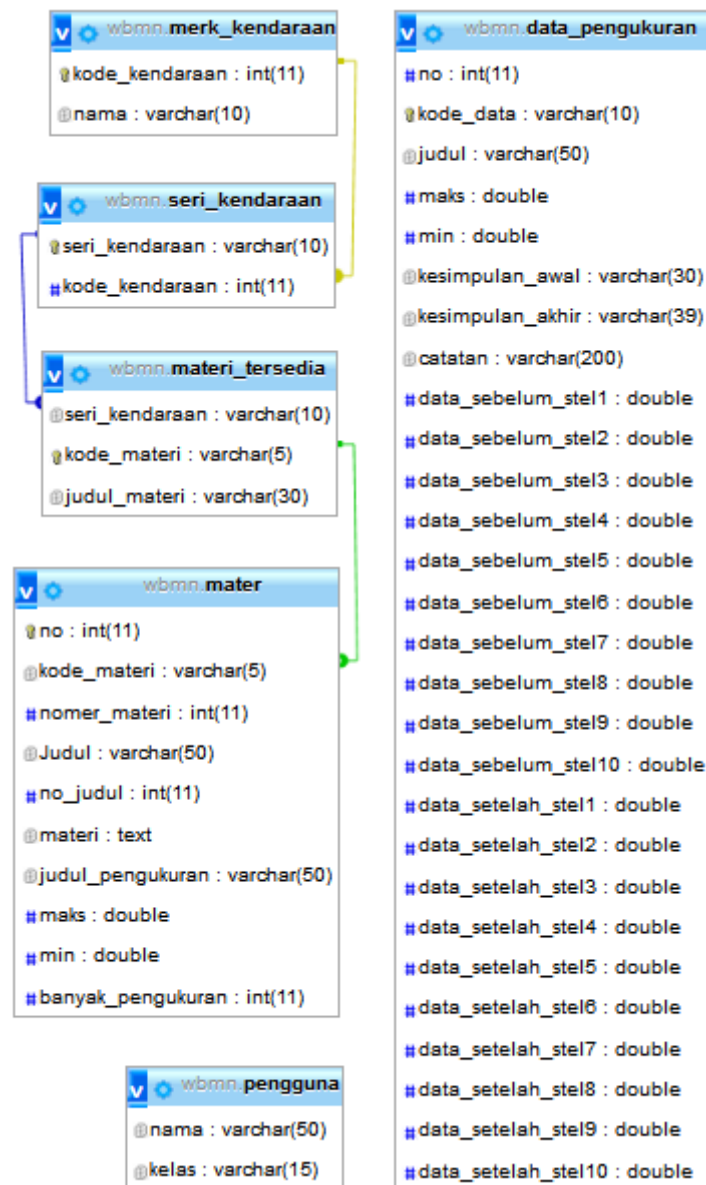 wbmn.merk_kendaraan
kode_kendaraan : int(11)
nama : varchar(10)
wbmn.seri_kendaraan
seri_kendaraan : varchar(10)
kode_kendaraan : int(11)
wbmn.materi_tersedia
seri_kendaraan : varchar(10)
kode_materi : varchar(5)
judul_materi : varchar(30)
wbmn.mater
no : int(11)
kode_materi : varchar(5)
nomer_materi : int(11)
Judul : varchar(50)
no_judul : int(11)
materi : text
judul_pengukuran : varchar(50)
maks : double
min : double
banyak_pengukuran : int(11)
wbmn.pengguna
nama : varchar(50)
kelas : varchar(15)
wbmn.data_pengukuran
no : int(11)
kode_data : varchar(10)
judul : varchar(50)
maks : double
min : double
kesimpulan_awal : varchar(30)
kesimpulan_akhir : varchar(39)
catatan : varchar(200)
data_sebelum_stel1 : double
data_sebelum_stel2 : double
data_sebelum_stel3 : double
data_sebelum_stel4 : double
data_sebelum_stel5 : double
data_sebelum_stel6 : double
data_sebelum_stel7 : double
data_sebelum_stel8 : double
data_sebelum_stel9 : double
data_sebelum_stel10 : double
data_setelah_stel1 : double
data_setelah_stel2 : double
data_setelah_stel3 : double
data_setelah_stel4 : double
data_setelah_stel5 : double
data_setelah_stel6 : double
data_setelah_stel7 : double
data_setelah_stel8 : double
data_setelah_stel9 : double
data_setelah_stel10 : double